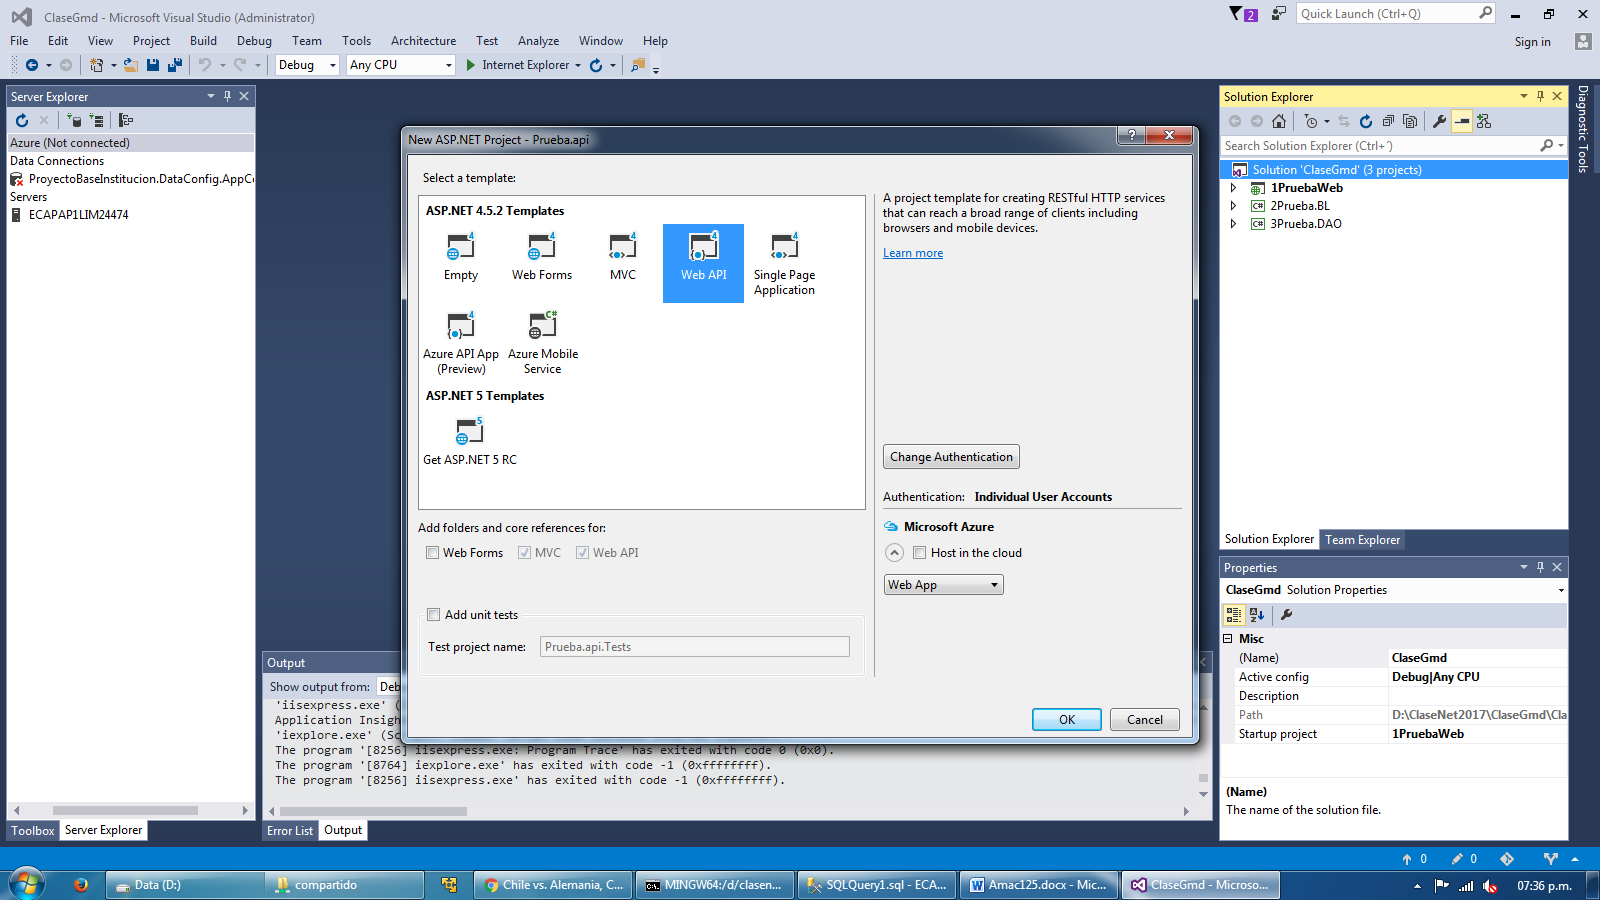 ClaseGmd - Microsoft Visual Studio (Administrator)
2
Quick Launch (Ctrl+Q)
File Edit View Project Build Debug Team Tools Architecture Test Analyze Window Help
Sign in
Debug Any CPU Internet Explorer
Server Explorer
Azure (Not connected)
Data Connections
ProyectoBaseInstitucion.DataConfig.AppC
Servers
ECAPAP1LIM24474
Toolbox Server Explorer
New ASP.NET Project - Prueba.api
?
Select a template:
ASP.NET 4.5.2 Templates
Empty
Web Forms
MVC
Web API
Single Page
Application
Azure API App
(Preview)
Azure Mobile
Service
ASP.NET 5 Templates
Get ASP.NET 5 RC
Add folders and core references for:
Web Forms MVC Web API
Add unit tests
Test project name: Prueba.api.Tests
A project template for creating RESTful HTTP services
that can reach a broad range of clients including
browsers and mobile devices.
Learn more
Change Authentication
Authentication: Individual User Accounts
Microsoft Azure
Host in the cloud
Web App
OK Cancel
Output
Show output from: Deb
'iisexpress.exe' (
Application Insigh
'iexplore.exe' (Sc
The program '[8256] iisexpress.exe: Program Trace' has exited with code 0 (0x0).
The program '[8764] iexplore.exe' has exited with code -1 (0xffffffff).
The program '[8256] iisexpress.exe' has exited with code -1 (0xffffffff).
Error List Output
Solution Explorer
Search Solution Explorer (Ctrl+´)
Solution 'ClaseGmd' (3 projects)
1PruebaWeb
C# 2Prueba.BL
C# 3Prueba.DAO
Solution Explorer Team Explorer
Diagnostic Tools
Properties
ClaseGmd Solution Properties
Misc
(Name) ClaseGmd
Active config Debug|Any CPU
Description
Path D:\ClaseNet2017\ClaseGmd\Cla
Startup project 1PruebaWeb
(Name)
The name of the solution file.
0 0
Data (D:)
compartido
Chile vs. Alemania, C...
MINGW64:/d/clasen...
SQLQuery1.sql - ECA...
Amac125.docx - Mic...
ClaseGmd - Microso...
07:36 p.m.